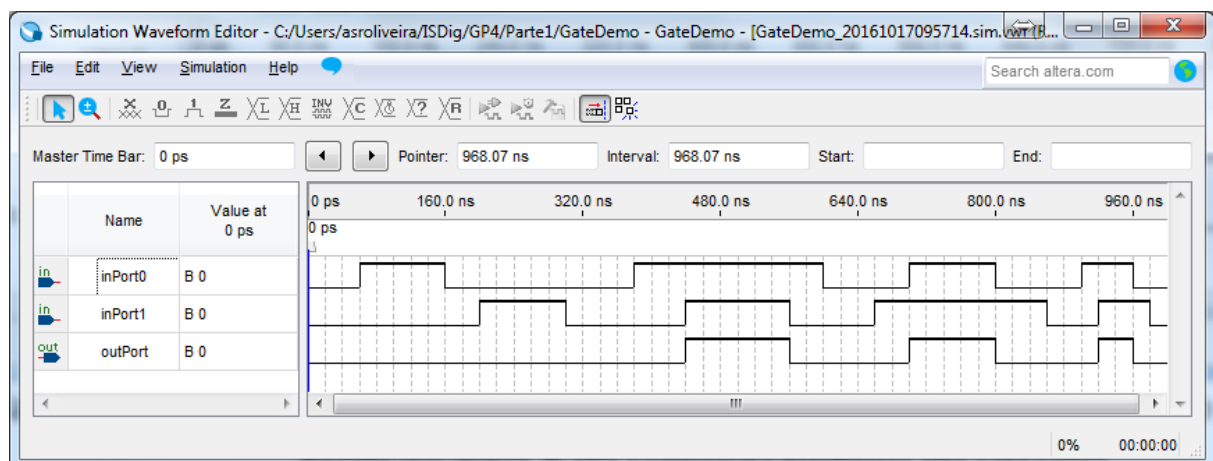 Simulation Waveform Editor - C:/Users/asroliveira/ISDig/GP4/Parte1/GateDemo - GateDemo - [GateDemo_20161017095714.sim.vwf (R...
File Edit View Simulation Help Search altera.com
Master Time Bar: 0 ps Pointer: 968.07 ns Interval: 968.07 ns Start: End:
Name Value at 0 ps
0 ps 160.0 ns 320.0 ns 480.0 ns 640.0 ns 800.0 ns 960.0 ns
0 ps
in inPort0 B 0
in inPort1 B 0
out outPort B 0
0% 00:00:00